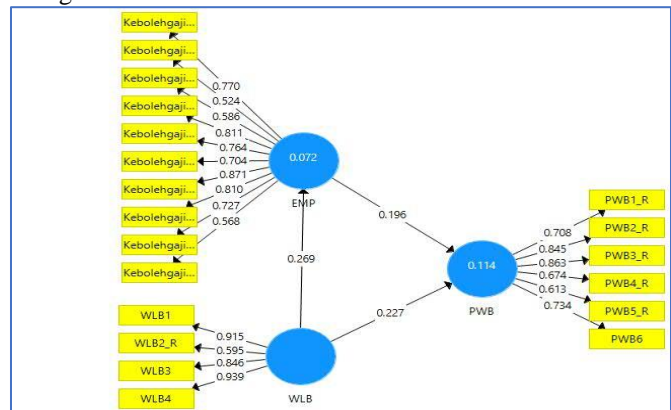 Kebolehgaji...
Kebolehgaji...
Kebolehgaji...
Kebolehgaji...
Kebolehgaji...
Kebolehgaji...
Kebolehgaji...
Kebolehgaji...
Kebolehgaji...
Kebolehgaji...
0.770
0.524
0.586
0.811
0.764
0.704
0.871
0.810
0.727
0.568
0.072
EMP
0.196
0.269
0.227
WLB1
WLB2_R
WLB3
WLB4
0.915
0.595
0.846
0.939
WLB
0.114
PWB
0.708
0.845
0.863
0.674
0.613
0.734
PWB1_R
PWB2_R
PWB3_R
PWB4_R
PWB5_R
PWB6